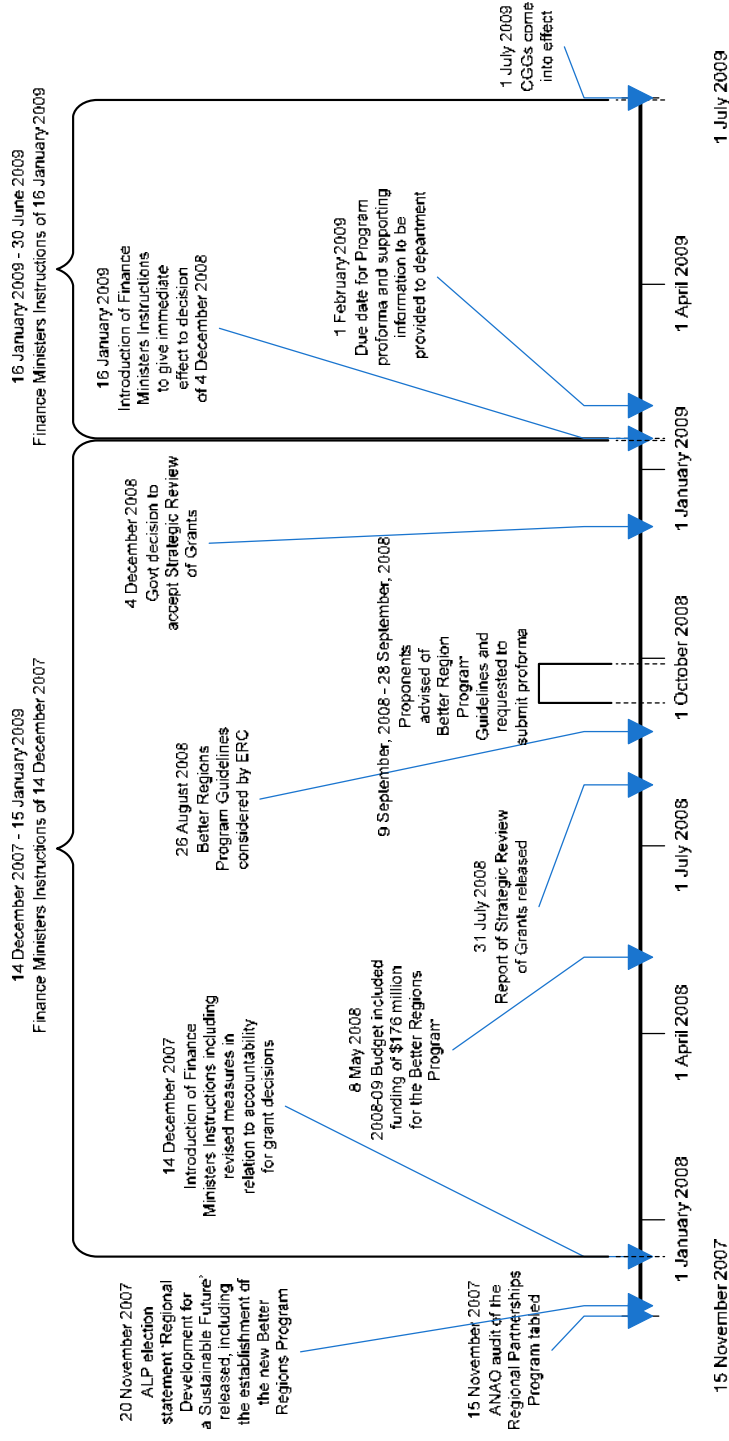 14 December 2007 - 15 January 2009
Finance Ministers Instructions of 14 December 2007
16 January 2009 - 30 June 2009
Finance Ministers Instructions of 16 January 2009
20 November 2007
ALP election
statement 'Regional
Development for
a Sustainable Future'
released, including
the establishment of
the new Better
Regions Program
14 December 2007
Introduction of Finance
Ministers Instructions including
revised measures in
relation to accountability
for grant decisions
26 August 2008
Better Regions
Program Guidelines
considered by ERC
4 December 2008
Govt decision to
accept Strategic Review
of Grants
16 January 2009
Introduction of Finance
Ministers Instructions
to give immediate
effect to decision
of 4 December 2008
15 November 2007
ANAO audit of the
Regional Partnerships
Program tabled
8 May 2008
2008-09 Budget included
funding of $176 million
for the Better Regions
Program
31 July 2008
Report of Strategic Review
of Grants released
9 September, 2008 - 28 September, 2008
Proponents
advised of
Better Region
Program
Guidelines and
requested to
submit proforma
1 February 2009
Due date for Program
proforma and supporting
information to be
provided to department
1 July 2009
CGGs come
into effect
1 January 2008
1 April 2008
1 July 2008
1 October 2008
1 January 2009
1 April 2009
15 November 2007
1 July 2009